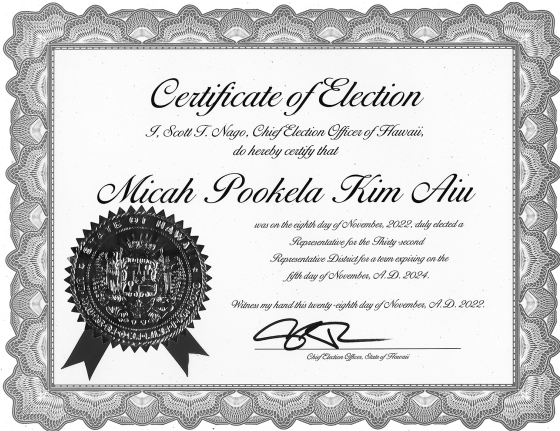 Certificate of Election
I, Scott T. Nago, Chief Election Officer of Hawaii,
do hereby certify that
Micah Pookela Kim Aiu
was on the eighth day of November, 2022, duly elected a
Representative for the Thirty-second
Representative District for a term expiring on the
fifth day of November, A.D. 2024.
Witness my hand this twenty-eighth day of November, A.D. 2022.
Chief Election Officer, State of Hawaii
STATE OF HAWAII